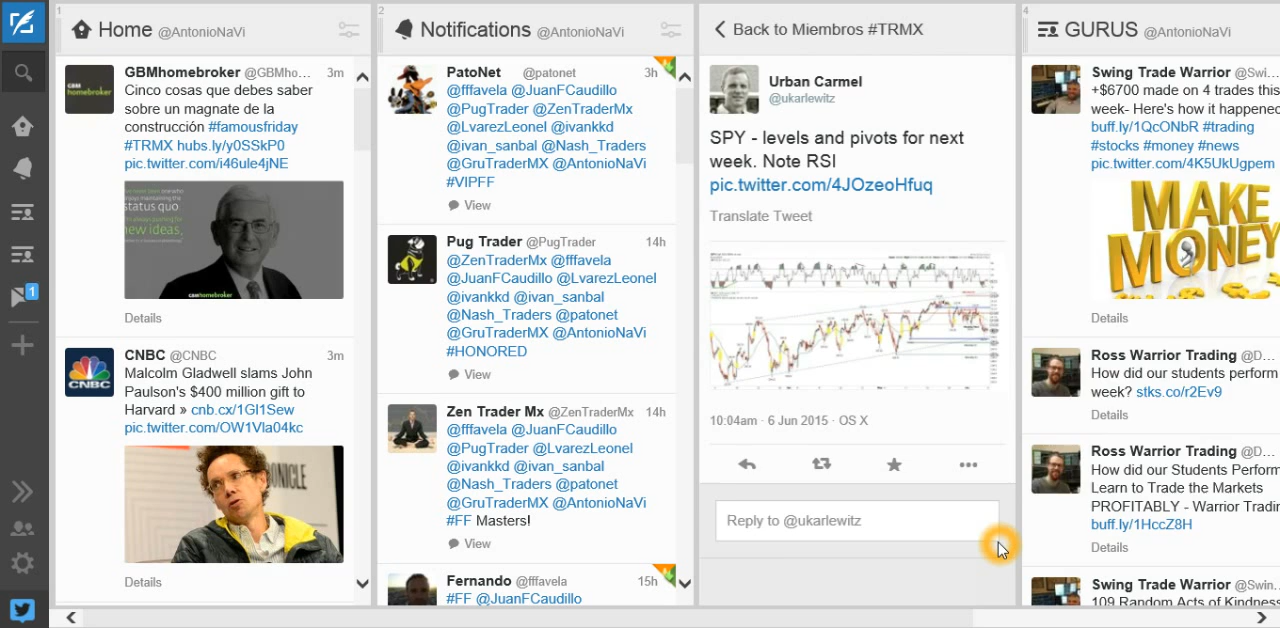 1
Home @AntonioNaVi
GBMhomebroker @GBMho... 3m
Cinco cosas que debes saber
sobre un magnate de la
construcción #famousfriday
#TRMX hubs.ly/y0SSkP0
pic.twitter.com/i46ule4jNE
status quo
new ideas,
GBMhomebroker
Details
CNBC @CNBC 3m
Malcolm Gladwell slams John
Paulson's $400 million gift to
Harvard » cnb.cx/1GI1Sew
pic.twitter.com/OW1Vla04kc
Details
2
Notifications @AntonioNaVi
PatoNet @patonet 3h
@fffavela @JuanFCaudillo
@PugTrader @ZenTraderMx
@LvarezLeonel @ivankkd
@ivan_sanbal @Nash_Traders
@GruTraderMX @AntonioNaVi
#VIPFF
View
Pug Trader @PugTrader 14h
@ZenTraderMx @fffavela
@JuanFCaudillo @LvarezLeonel
@ivankkd @ivan_sanbal
@Nash_Traders @patonet
@GruTraderMX @AntonioNaVi
#HONORED
View
Zen Trader Mx @ZenTraderMx 14h
@fffavela @JuanFCaudillo
@PugTrader @LvarezLeonel
@ivankkd @ivan_sanbal
@Nash_Traders @patonet
@GruTraderMX @AntonioNaVi
#FF Masters!
View
Fernando @fffavela 15h
#FF @JuanFCaudillo
Back to Miembros #TRMX
Urban Carmel
@ukarlewitz
SPY - levels and pivots for next
week. Note RSI
pic.twitter.com/4JOzeoHfuq
Translate Tweet
10:04am · 6 Jun 2015 · OS X
Reply to @ukarlewitz
4
GURUS @AntonioNaVi
Swing Trade Warrior @Swi...
+$6700 made on 4 trades this
week- Here's how it happened
buff.ly/1QcONbR #trading
#stocks #money #news
pic.twitter.com/4K5UkUgpem
MAKE
MONEY
Details
Ross Warrior Trading @D...
How did our students perform
week? stks.co/r2Ev9
Details
Ross Warrior Trading @D...
How did our Students Perform
Learn to Trade the Markets
PROFITABLY - Warrior Tradin
buff.ly/1HccZ8H
Details
Swing Trade Warrior @Swin...
109 Random Acts of Kindness
1